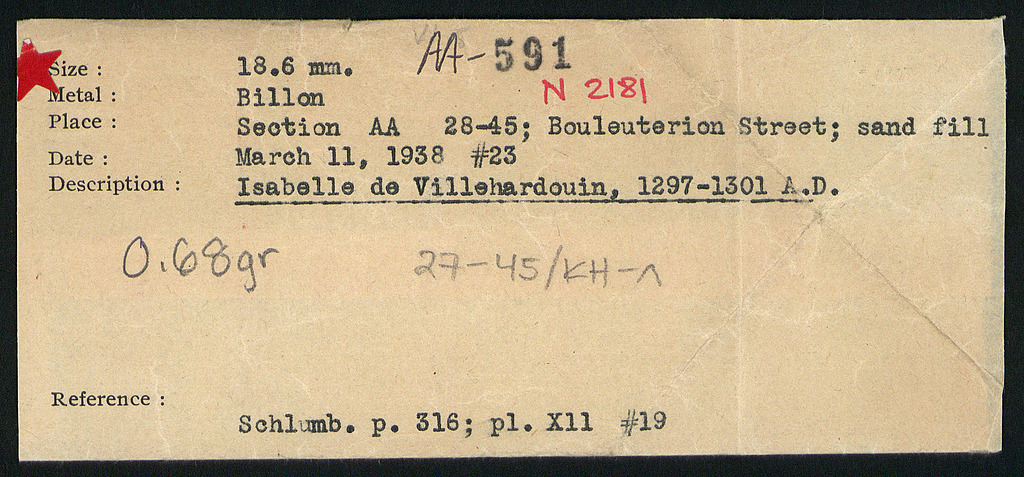 AA-591
Size : 18.6 mm.
N 2181
Metal : Billon
Place : Section AA 28-45; Bouleuterion Street; sand fill
Date : March 11, 1938 #23
Description : Isabelle de Villehardouin, 1297-1301 A.D.
0.68gr 27-45/KH-Λ
Reference :
Schlumb. p. 316; pl. X11 #19